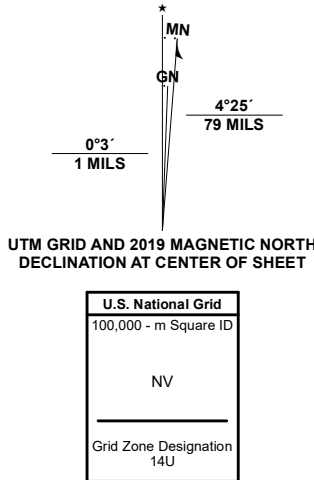 ★
MN
GN
0°3´
1 MILS
4°25´
79 MILS
UTM GRID AND 2019 MAGNETIC NORTH
DECLINATION AT CENTER OF SHEET
U.S. National Grid
100,000 - m Square ID
NV
Grid Zone Designation
14U